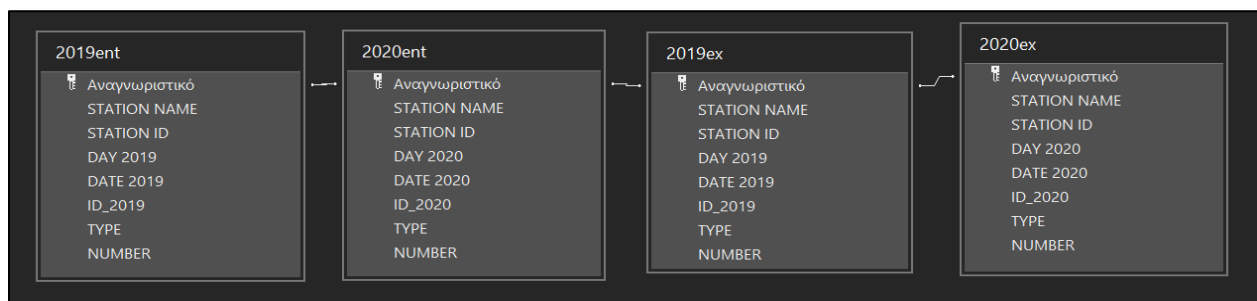 2019ent
Αναγνωριστικό
STATION NAME
STATION ID
DAY 2019
DATE 2019
ID_2019
TYPE
NUMBER
2020ent
Αναγνωριστικό
STATION NAME
STATION ID
DAY 2020
DATE 2020
ID_2020
TYPE
NUMBER
2019ex
Αναγνωριστικό
STATION NAME
STATION ID
DAY 2019
DATE 2019
ID_2019
TYPE
NUMBER
2020ex
Αναγνωριστικό
STATION NAME
STATION ID
DAY 2020
DATE 2020
ID_2020
TYPE
NUMBER